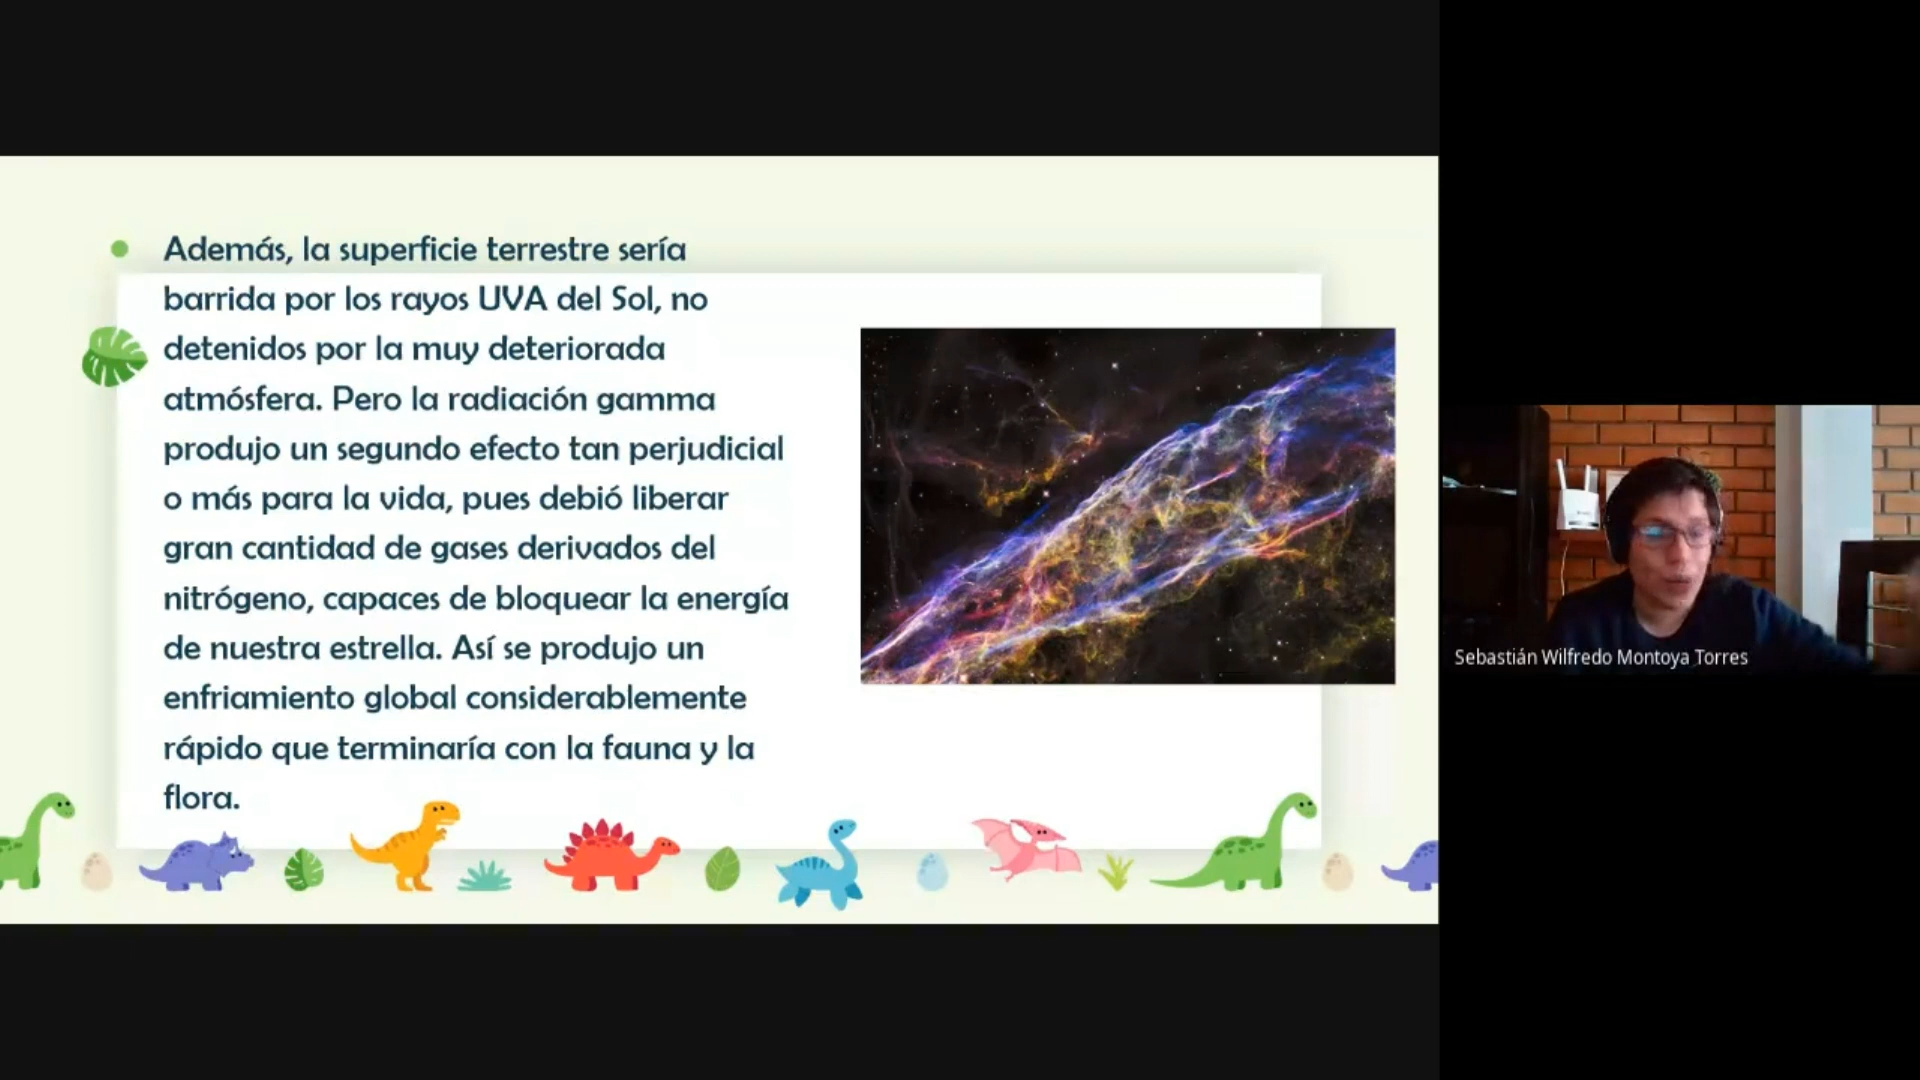 Además, la superficie terrestre sería
barrida por los rayos UVA del Sol, no
detenidos por la muy deteriorada
atmósfera. Pero la radiación gamma
produjo un segundo efecto tan perjudicial
o más para la vida, pues debió liberar
gran cantidad de gases derivados del
nitrógeno, capaces de bloquear la energía
de nuestra estrella. Así se produjo un
enfriamiento global considerablemente
rápido que terminaría con la fauna y la
flora.
Sebastián Wilfredo Montoya Torres